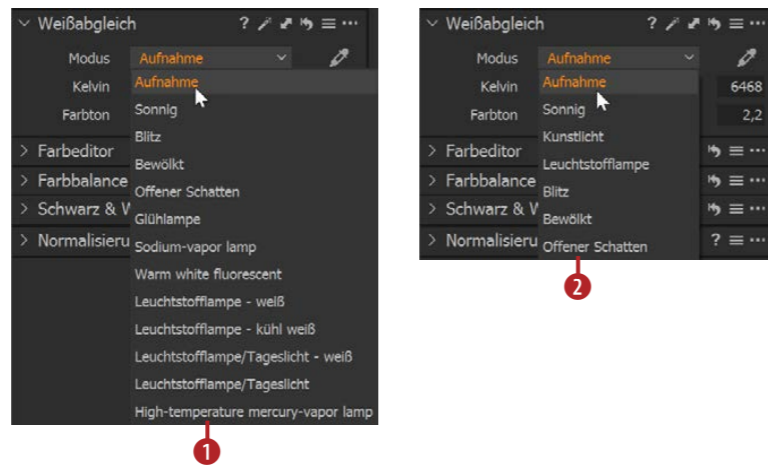 Weißabgleich ? ...
Modus Aufnahme
Kelvin Aufnahme
Farbton Sonnig
Blitz
> Farbeditor
Bewölkt
> Farbbalance
Offener Schatten
> Schwarz & W
Glühlampe
> Normalisieru
Sodium-vapor lamp
Warm white fluorescent
Leuchtstofflampe - weiß
Leuchtstofflampe - kühl weiß
Leuchtstofflampe/Tageslicht - weiß
Leuchtstofflampe/Tageslicht
High-temperature mercury-vapor lamp
1
Weißabgleich ? ...
Modus Aufnahme
Kelvin Aufnahme 6468
Farbton Sonnig 2,2
Kunstlicht
> Farbeditor ...
Leuchtstofflampe
> Farbbalance ...
Blitz
> Schwarz & W ...
Bewölkt
> Normalisieru ? ...
Offener Schatten
2